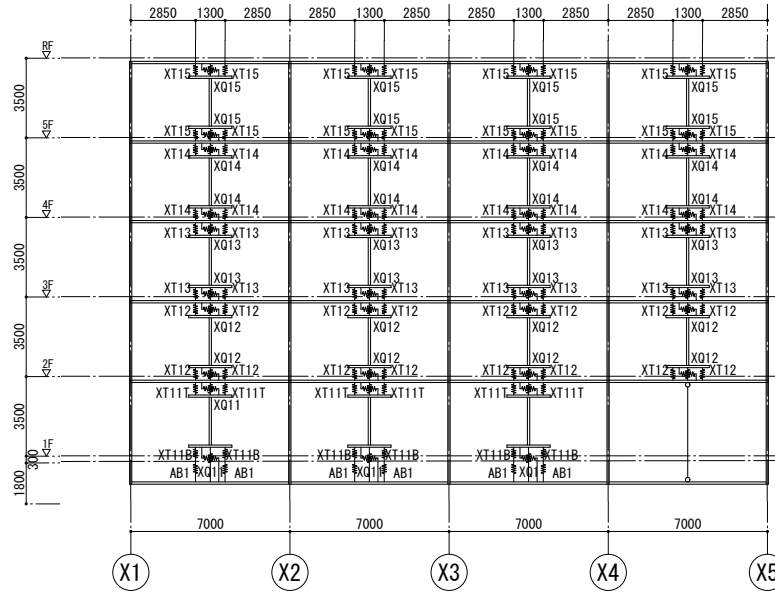 2850 1300 2850 2850 1300 2850 2850 1300 2850 2850 1300 2850
RF
XT15 XT15 XT15 XT15 XT15 XT15 XT15 XT15
XQ15 XQ15 XQ15 XQ15
3500
XQ15 XQ15 XQ15 XQ15
5F
XT15 XT15 XT15 XT15 XT15 XT15 XT15 XT15
XT14 XT14 XT14 XT14 XT14 XT14 XT14 XT14
XQ14 XQ14 XQ14 XQ14
3500
XQ14 XQ14 XQ14 XQ14
4F
XT14 XT14 XT14 XT14 XT14 XT14 XT14 XT14
XT13 XT13 XT13 XT13 XT13 XT13 XT13 XT13
XQ13 XQ13 XQ13 XQ13
3500
XQ13 XQ13 XQ13 XQ13
3F
XT13 XT13 XT13 XT13 XT13 XT13 XT13 XT13
XT12 XT12 XT12 XT12 XT12 XT12 XT12 XT12
XQ12 XQ12 XQ12 XQ12
3500
XQ12 XQ12 XQ12 XQ12
2F
XT12 XT12 XT12 XT12 XT12 XT12 XT12 XT12
XT11T XT11T XT11T XT11T XT11T XT11T
XQ11
3500
1F
XT11B XT11B XT11B XT11B XT11B XT11B
300
AB1 XQ11 AB1 AB1 XQ11 AB1 AB1 AB1
1800
7000 7000 7000 7000
X1 X2 X3 X4 X5